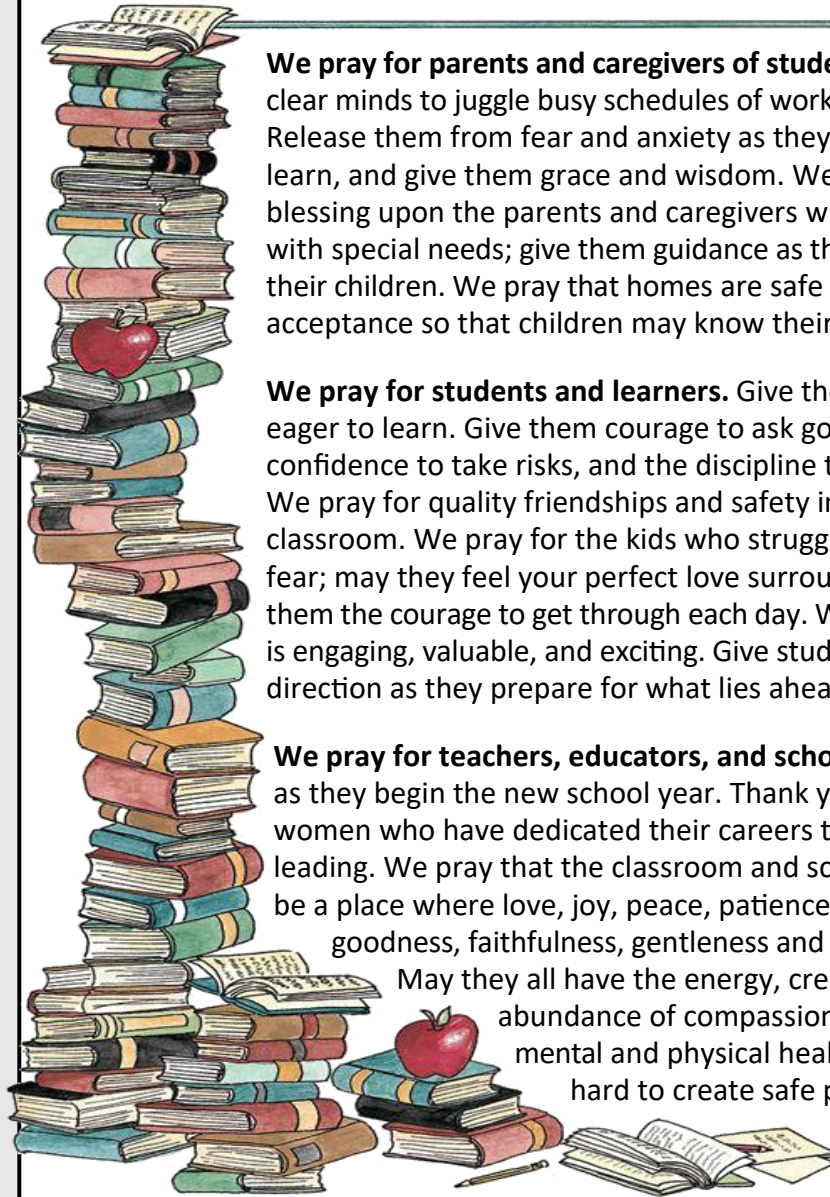 We pray for parents and caregivers of stude
clear minds to juggle busy schedules of work
Release them from fear and anxiety as they
learn, and give them grace and wisdom. We
blessing upon the parents and caregivers w
with special needs; give them guidance as th
their children. We pray that homes are safe
acceptance so that children may know their
We pray for students and learners. Give the
eager to learn. Give them courage to ask go
confidence to take risks, and the discipline t
We pray for quality friendships and safety in
classroom. We pray for the kids who strugg
fear; may they feel your perfect love surrou
them the courage to get through each day. W
is engaging, valuable, and exciting. Give stud
direction as they prepare for what lies ahea
We pray for teachers, educators, and scho
as they begin the new school year. Thank y
women who have dedicated their careers t
leading. We pray that the classroom and sc
be a place where love, joy, peace, patience
goodness, faithfulness, gentleness and
May they all have the energy, cre
abundance of compassion
mental and physical heal
hard to create safe p